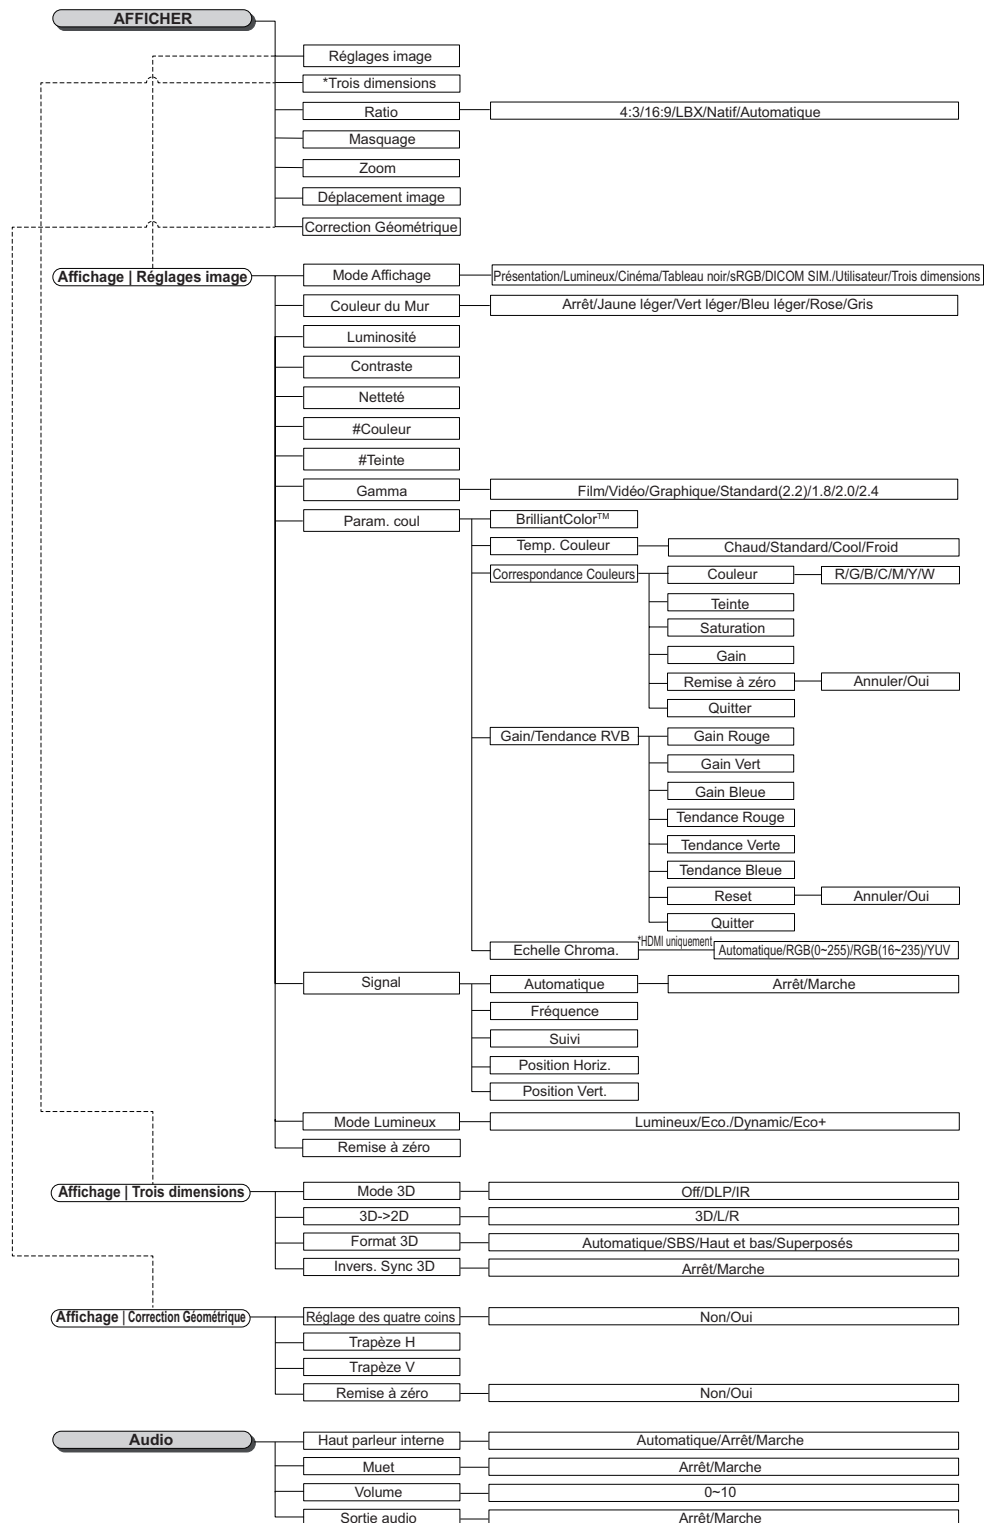 AFFICHER
Réglages image
*Trois dimensions
Ratio 4:3/16:9/LBX/Natif/Automatique
Masquage
Zoom
Déplacement image
Correction Géométrique
Affichage | Réglages image Mode Affichage Présentation/Lumineux/Cinéma/Tableau noir/sRGB/DICOM SIM./Utilisateur/Trois dimensions
Couleur du Mur Arrêt/Jaune léger/Vert léger/Bleu léger/Rose/Gris
Luminosité
Contraste
Netteté
#Couleur
#Teinte
Gamma Film/Vidéo/Graphique/Standard(2.2)/1.8/2.0/2.4
Param. coul BrilliantColor™
Temp. Couleur Chaud/Standard/Cool/Froid
Correspondance Couleurs Couleur R/G/B/C/M/Y/W
Teinte
Saturation
Gain
Remise à zéro Annuler/Oui
Quitter
Gain/Tendance RVB Gain Rouge
Gain Vert
Gain Bleue
Tendance Rouge
Tendance Verte
Tendance Bleue
Reset Annuler/Oui
Quitter
Echelle Chroma. *HDMI uniquement Automatique/RGB(0~255)/RGB(16~235)/YUV
Signal Automatique Arrêt/Marche
Fréquence
Suivi
Position Horiz.
Position Vert.
Mode Lumineux Lumineux/Eco./Dynamic/Eco+
Remise à zéro
Affichage | Trois dimensions Mode 3D Off/DLP/IR
3D->2D 3D/L/R
Format 3D Automatique/SBS/Haut et bas/Superposés
Invers. Sync 3D Arrêt/Marche
Affichage | Correction Géométrique Réglage des quatre coins Non/Oui
Trapèze H
Trapèze V
Remise à zéro Non/Oui
Audio Haut parleur interne Automatique/Arrêt/Marche
Muet Arrêt/Marche
Volume 0~10
Sortie audio Arrêt/Marche